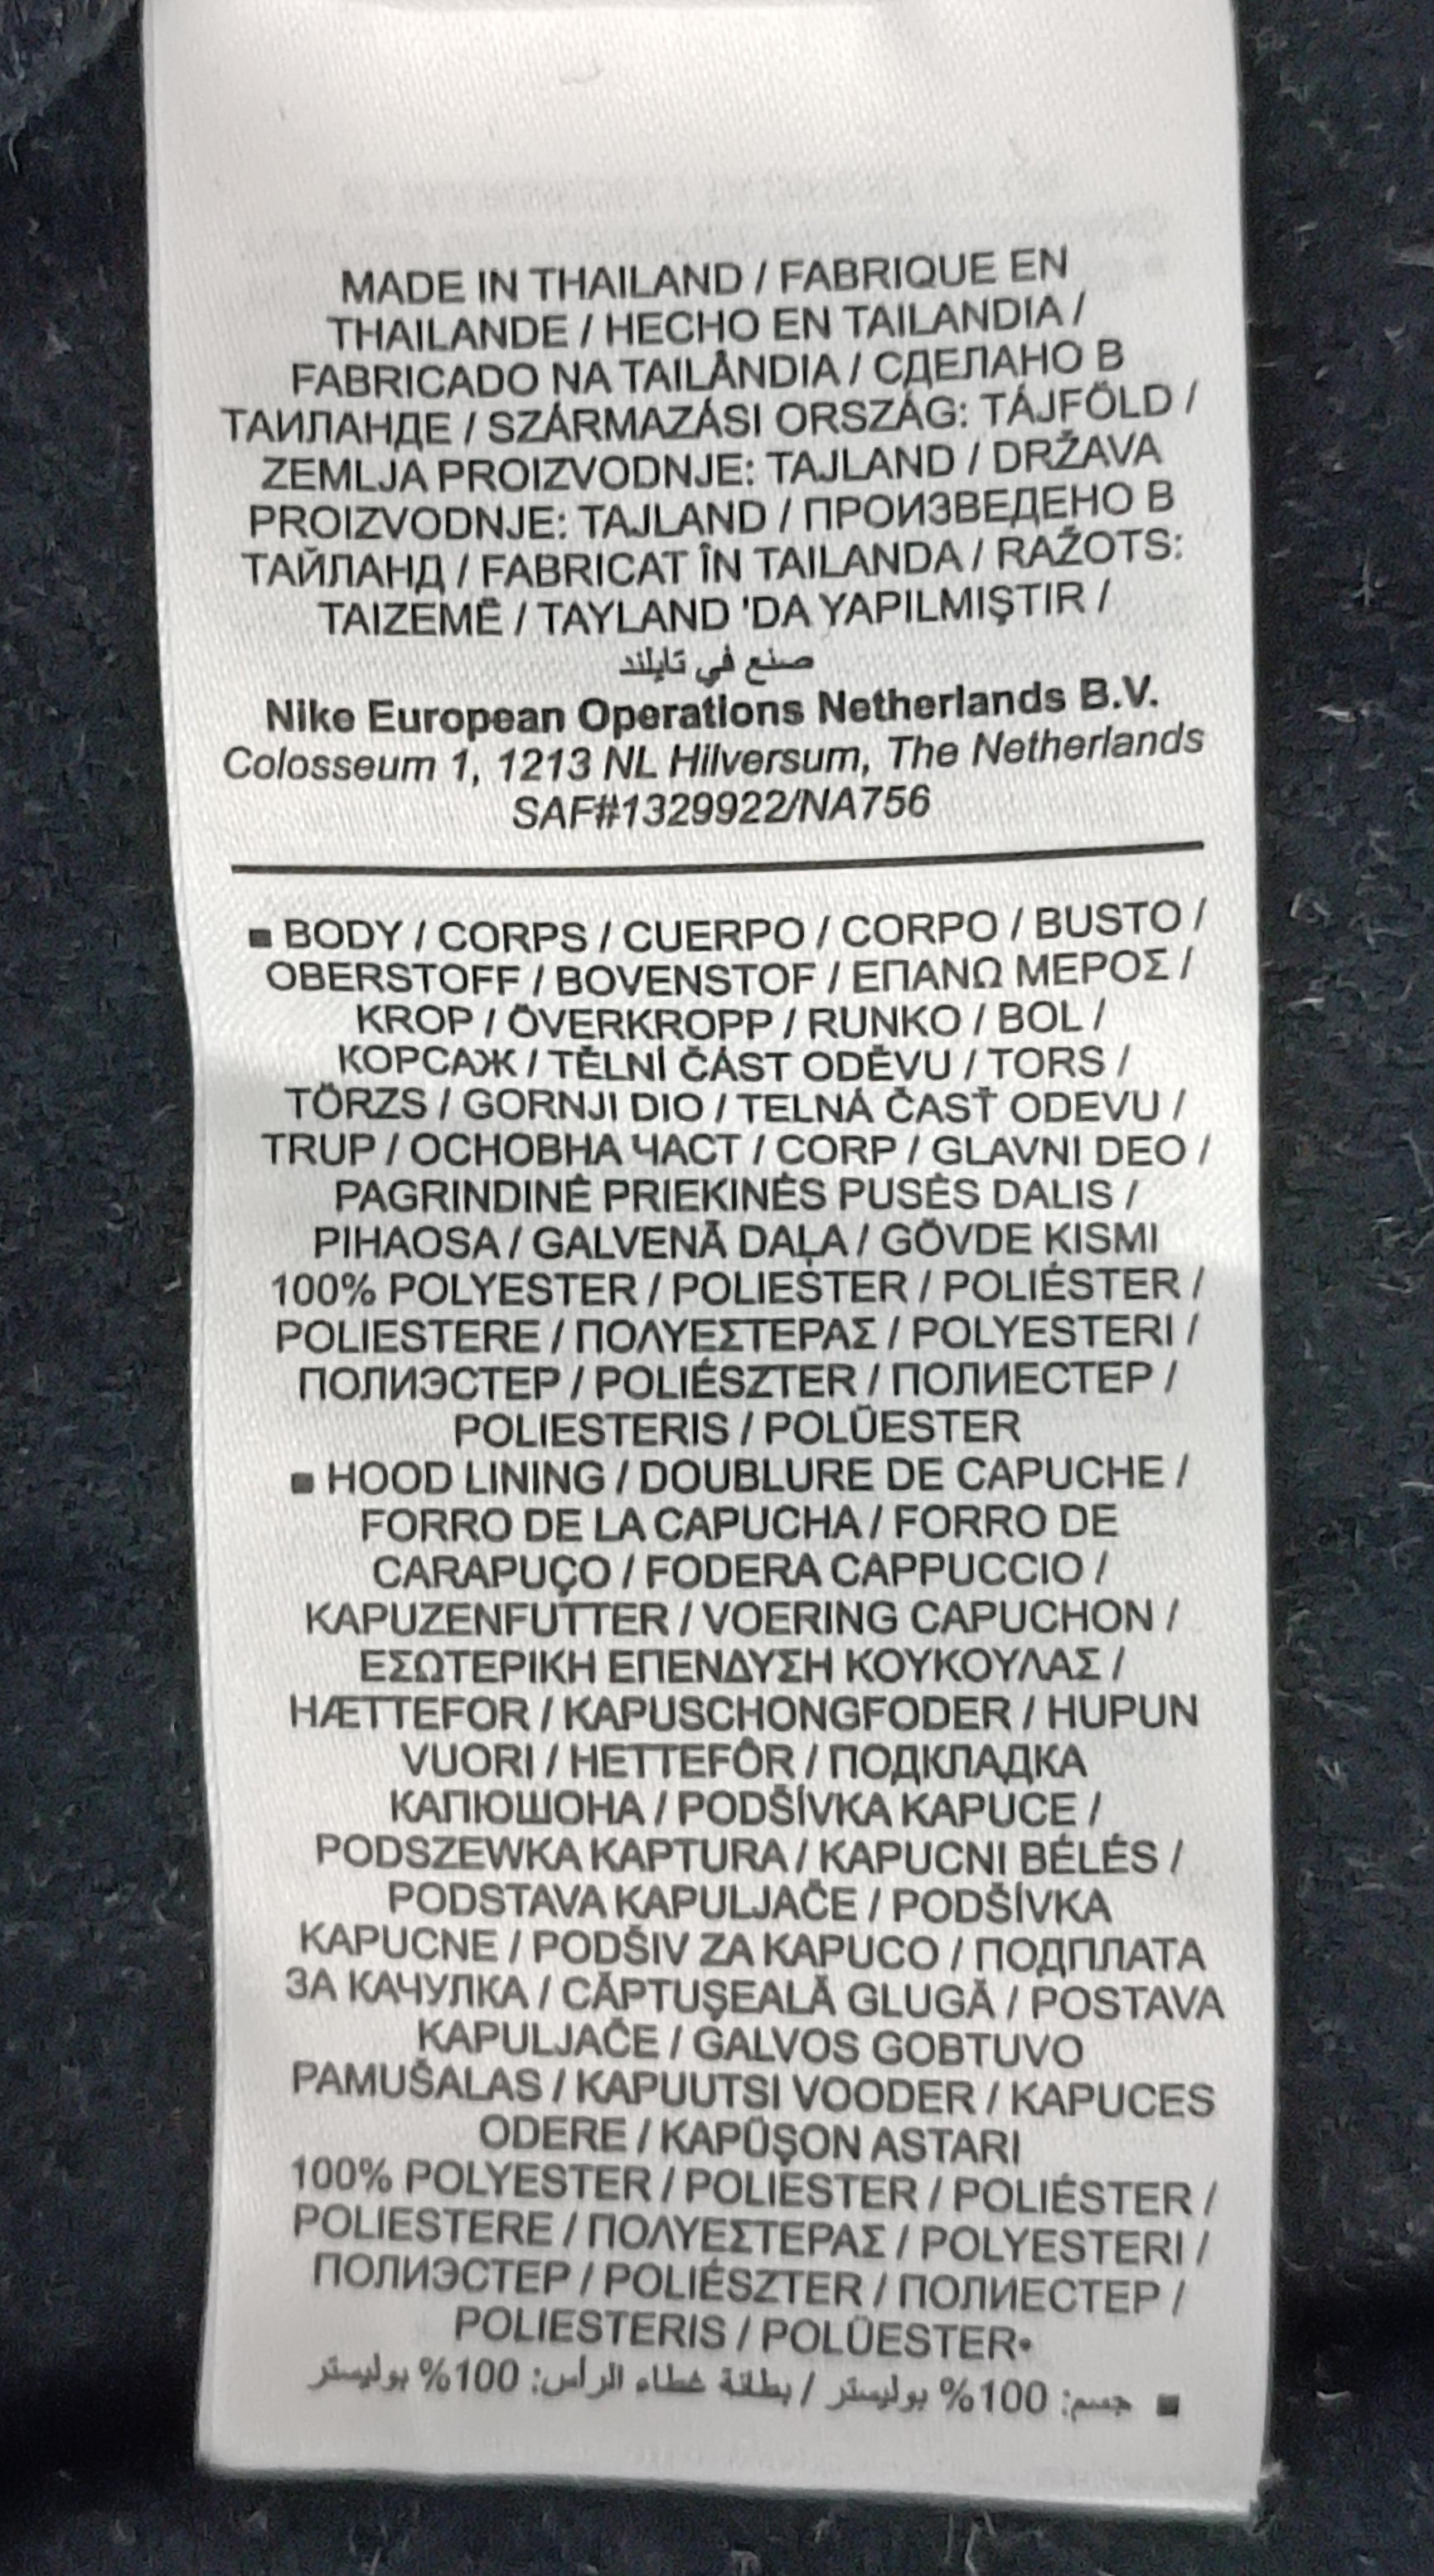 MADE IN THAILAND / FABRIQUE EN
THAILANDE / HECHO EN TAILANDIA /
FABRICADO NA TAILÂNDIA / СДЕЛАНО В
ТАИЛАНДЕ / SZÁRMAZÁSI ORSZÁG: TÁJFÖLD /
ZEMLJA PROIZVODNJE: TAJLAND / DRŽAVA
PROIZVODNJE: TAJLAND / ПРОИЗВЕДЕНО В
ТАЙЛАНД / FABRICAT ÎN TAILANDA / RAŽOTS:
TAIZEMĒ / TAYLAND 'DA YAPILMIŞTIR /
صنع في تايلند
Nike European Operations Netherlands B.V.
Colosseum 1, 1213 NL Hilversum, The Netherlands
SAF#1329922/NA756
■ BODY / CORPS / CUERPO / CORPO / BUSTO /
OBERSTOFF / BOVENSTOF / ΕΠΑΝΩ ΜΕΡΟΣ /
KROP / ÖVERKROPP / RUNKO / BOL /
КОРСАЖ / TĚLNÍ ČÁST ODĚVU / TORS /
TÖRZS / GORNJI DIO / TELNÁ ČASŤ ODEVU /
TRUP / ОСНОВНА ЧАСТ / CORP / GLAVNI DEO /
PAGRINDINĖ PRIEKINĖS PUSĖS DALIS /
PIHAOSA / GALVENĀ DAĻA / GÖVDE KISMI
100% POLYESTER / POLIESTER / POLIÉSTER /
POLIESTERE / ΠΟΛΥΕΣΤΕΡΑΣ / POLYESTERI /
ПОЛИЭСТЕР / POLIÉSZTER / ПОЛИЕСТЕР /
POLIESTERIS / POLÜESTER
■ HOOD LINING / DOUBLURE DE CAPUCHE /
FORRO DE LA CAPUCHA / FORRO DE
CARAPUÇO / FODERA CAPPUCCIO /
KAPUZENFUTTER / VOERING CAPUCHON /
ΕΣΩΤΕΡΙΚΗ ΕΠΕΝΔΥΣΗ ΚΟΥΚΟΥΛΑΣ /
HÆTTEFOR / KAPUSCHONGFODER / HUPUN
VUORI / HETTEFÔR / ПОДКЛАДКА
КАПЮШОНА / PODŠÍVKA KAPUCE /
PODSZEWKA KAPTURA / KAPUCNI BÉLÉS /
PODSTAVA KAPULJAČE / PODŠÍVKA
KAPUCNE / PODŠIV ZA KAPUCO / ПОДПЛАТА
ЗА КАЧУЛКА / CĂPTUŞEALĂ GLUGĂ / POSTAVA
KAPULJAČE / GALVOS GOBTUVO
PAMUŠALAS / KAPUUTSI VOODER / KAPUCES
ODERE / KAPÜŞON ASTARI
100% POLYESTER / POLIÉSTER / POLIÉSTER /
POLIESTERE / ΠΟΛΥΕΣΤΕΡΑΣ / POLYESTERI /
ПОЛИЭСТЕР / POLIÉSZTER / ПОЛИЕСТЕР /
POLIESTERIS / POLÜESTER•
■ جسم: 100% بوليستر / بطانة غطاء الرأس: 100% بوليستر